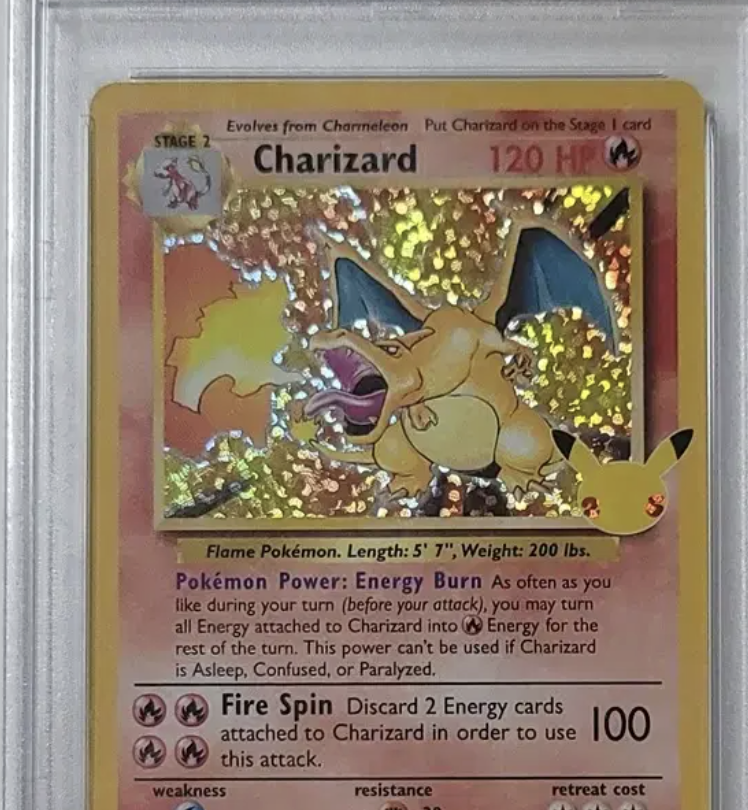 Evolves from Charmeleon Put Charizard on the Stage 1 card
STAGE 2
Charizard 120 HP
Flame Pokémon. Length: 5' 7", Weight: 200 lbs.
Pokémon Power: Energy Burn As often as you
like during your turn (before your attack), you may turn
all Energy attached to Charizard into Energy for the
rest of the turn. This power can't be used if Charizard
is Asleep, Confused, or Paralyzed.
Fire Spin Discard 2 Energy cards
attached to Charizard in order to use 100
this attack.
weakness resistance retreat cost